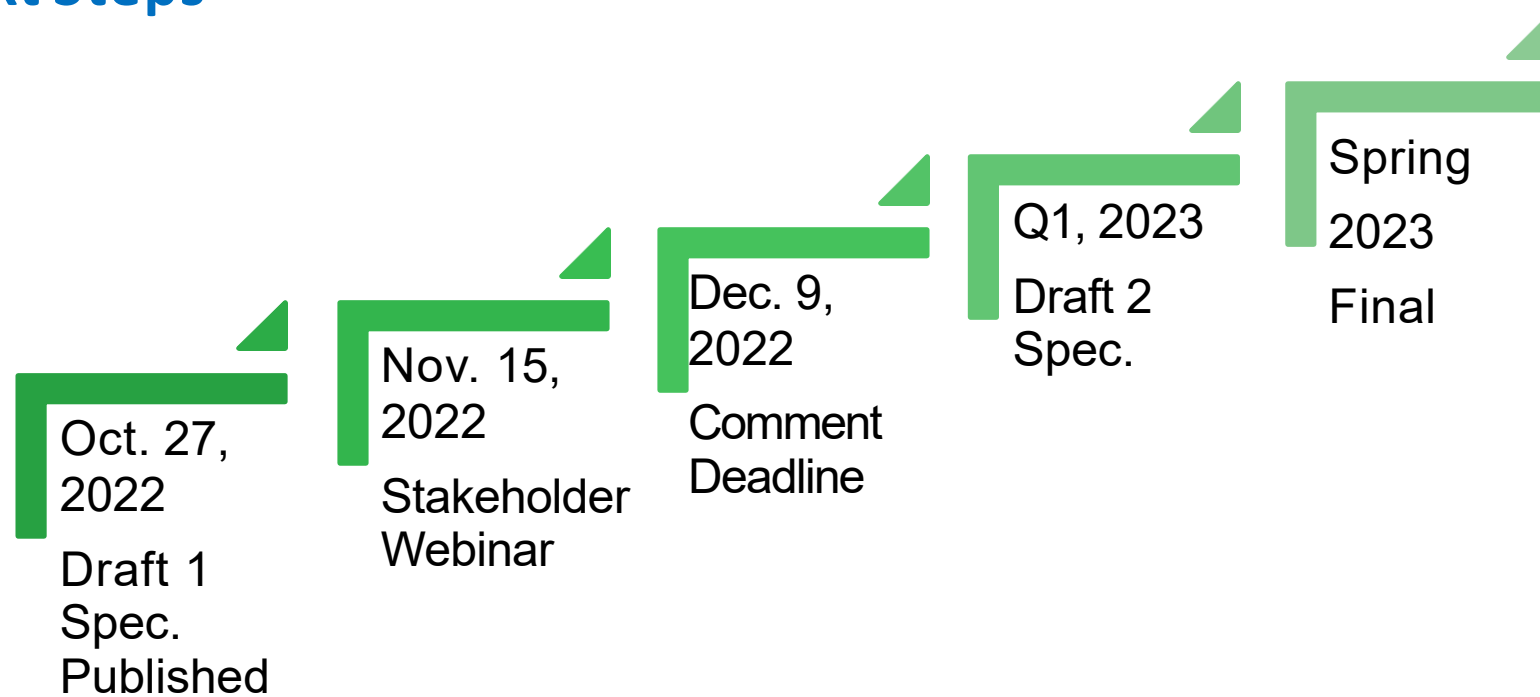 Steps
Oct. 27,
2022
Draft 1
Spec.
Published
Nov. 15,
2022
Stakeholder
Webinar
Dec. 9,
2022
Comment
Deadline
Q1, 2023
Draft 2
Spec.
Spring
2023
Final